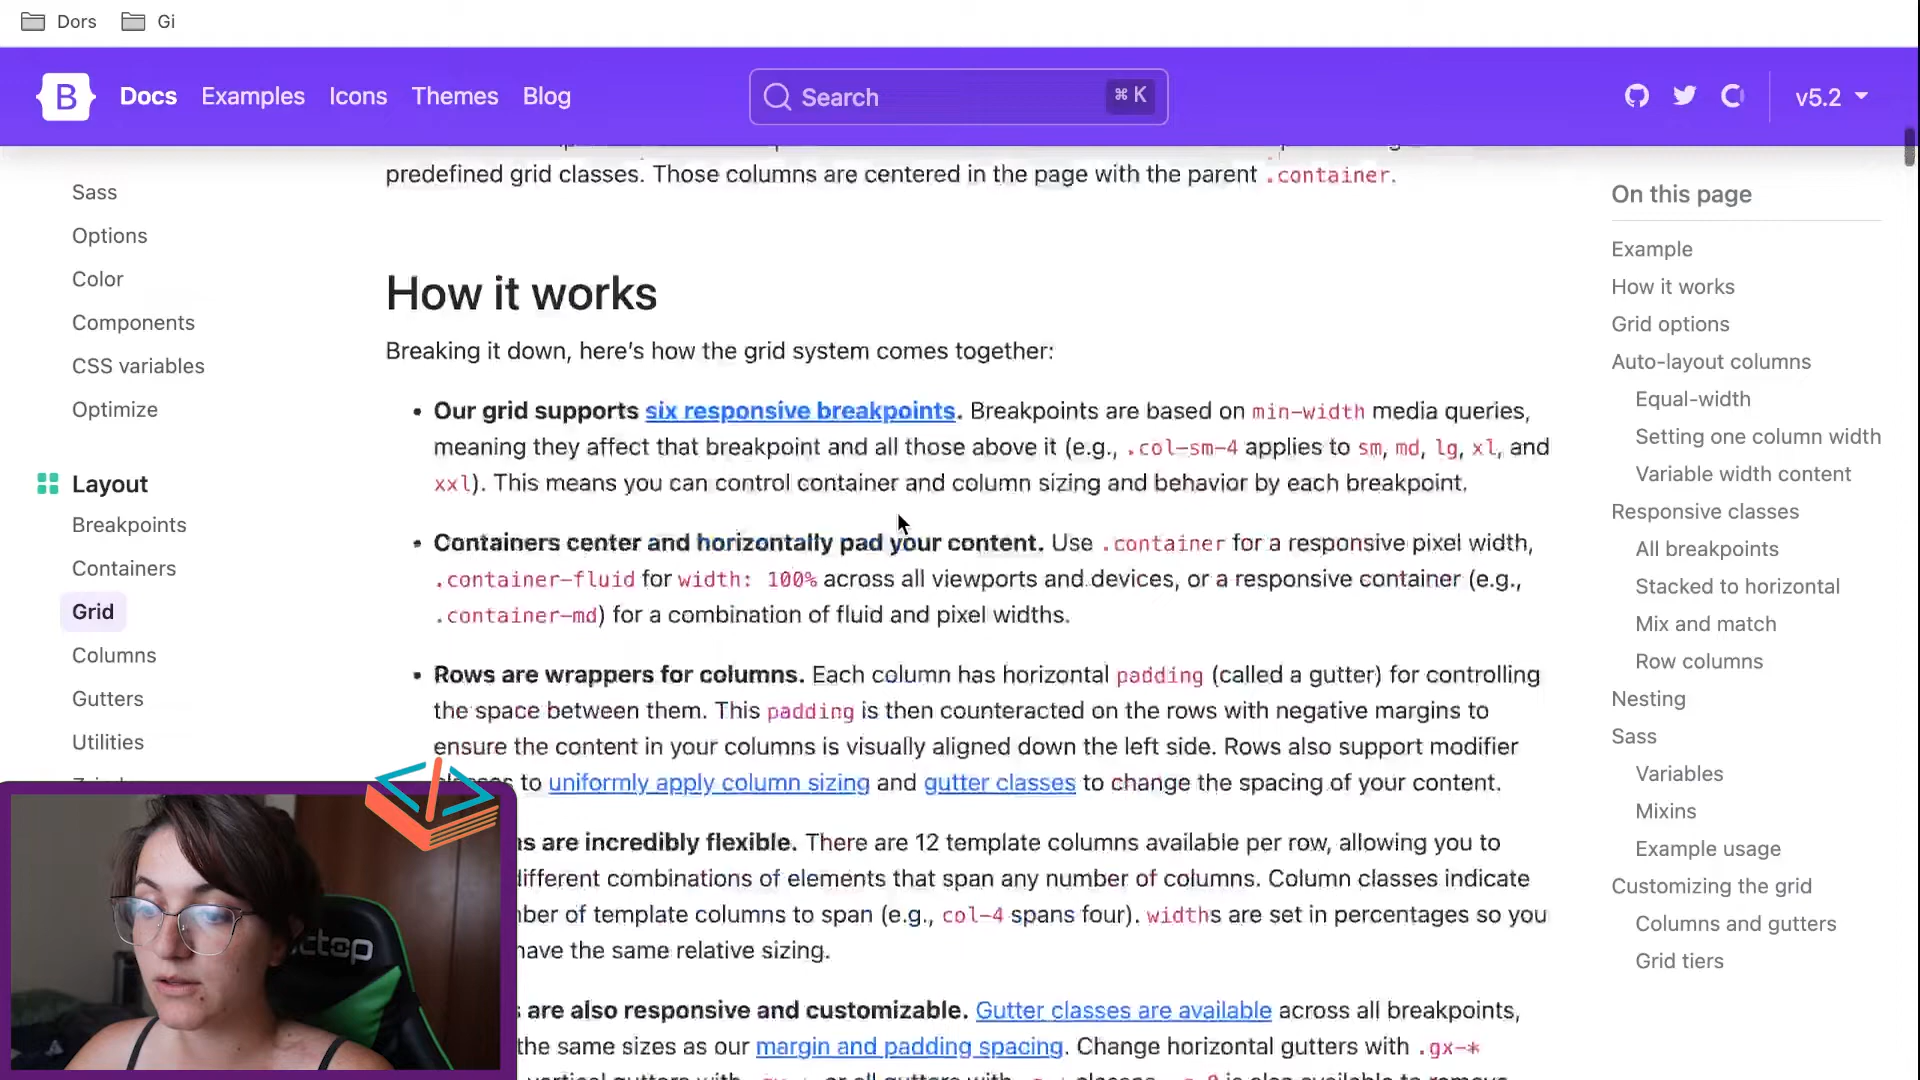 Dors Gi
B Docs Examples Icons Themes Blog Search ⌘ K v5.2
predefined grid classes. Those columns are centered in the page with the parent .container.
Sass
Options
Color
Components
CSS variables
Optimize
Layout
Breakpoints
Containers
Grid
Columns
Gutters
Utilities
How it works
Breaking it down, here's how the grid system comes together:
• Our grid supports six responsive breakpoints. Breakpoints are based on min-width media queries,
meaning they affect that breakpoint and all those above it (e.g., .col-sm-4 applies to sm, md, lg, xl, and
xxl). This means you can control container and column sizing and behavior by each breakpoint.
• Containers center and horizontally pad your content. Use .container for a responsive pixel width,
.container-fluid for width: 100% across all viewports and devices, or a responsive container (e.g.,
.container-md) for a combination of fluid and pixel widths.
• Rows are wrappers for columns. Each column has horizontal padding (called a gutter) for controlling
the space between them. This padding is then counteracted on the rows with negative margins to
ensure the content in your columns is visually aligned down the left side. Rows also support modifier
to uniformly apply column sizing and gutter classes to change the spacing of your content.
are incredibly flexible. There are 12 template columns available per row, allowing you to
different combinations of elements that span any number of columns. Column classes indicate
of template columns to span (e.g., col-4 spans four). widths are set in percentages so you
have the same relative sizing.
are also responsive and customizable. Gutter classes are available across all breakpoints,
the same sizes as our margin and padding spacing. Change horizontal gutters with .gx-*
On this page
Example
How it works
Grid options
Auto-layout columns
Equal-width
Setting one column width
Variable width content
Responsive classes
All breakpoints
Stacked to horizontal
Mix and match
Row columns
Nesting
Sass
Variables
Mixins
Example usage
Customizing the grid
Columns and gutters
Grid tiers